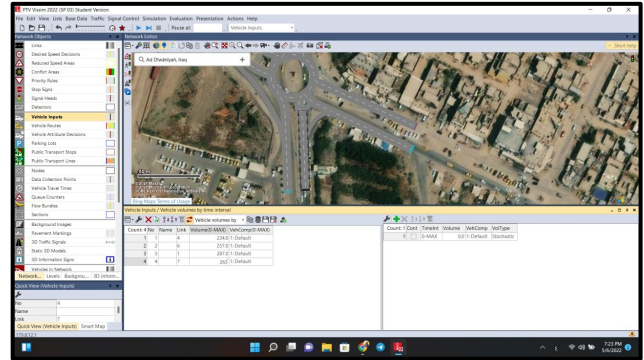 PTV Vissim 2022 (SP 03) Student Version
File Edit View Lists Base Data Traffic Signal Control Simulation Evaluation Presentation Actions Help
Pause at: Vehicle Inputs
Network Objects
Network Editor
Links
Desired Speed Decisions
Reduced Speed Areas
Conflict Areas
Priority Rules
Stop Signs
Signal Heads
Detectors
Vehicle Inputs
Vehicle Routes
Vehicle Attribute Decisions
Parking Lots
Public Transport Stops
Public Transport Lines
Nodes
Data Collection Points
Vehicle Travel Times
Queue Counters
Flow Bundles
Sections
Background Images
Pavement Markings
3D Traffic Signals
Static 3D Models
3D Information Signs
Vehicles In Network
Network... Levels Backgrou... 3D Inform...
Quick View (Vehicle Inputs)
No 4
Name
Link 7
Quick View (Vehicle Inputs) Smart Map
Short help
Ad Diwānīyah, Iraq
50 m
Bing Maps Terms of Usage
Vehicle Inputs / Vehicle volumes by time interval
Vehicle volumes by
Count: 4 No Name Link Volume(0-MAX) VehComp(0-MAX)
1 1 4 234.0 1: Default
2 2 6 257.0 1: Default
3 3 1 287.0 1: Default
4 4 7 263 1: Default
Count: 1 Cont TimeInt Volume VehComp VolType
1 0-MAX 0.0 1: Default Stochastic
7:23 PM
5/6/2022